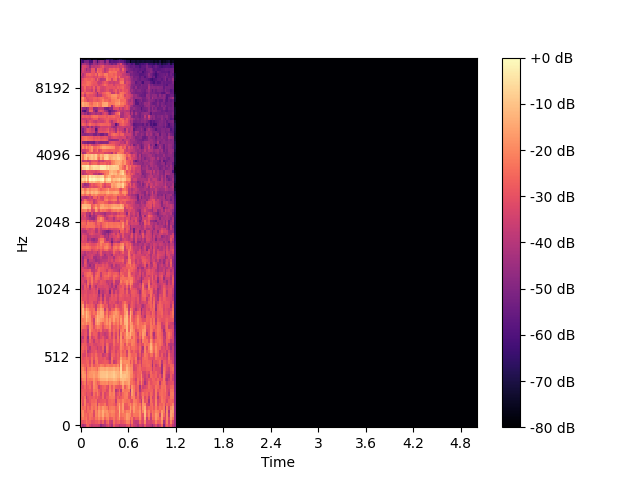 +0 dB
8192
-10 dB
4096
-20 dB
-30 dB
2048
Hz
-40 dB
1024
-50 dB
512
-60 dB
-70 dB
0
-80 dB
0 0.6 1.2 1.8 2.4 3 3.6 4.2 4.8
Time